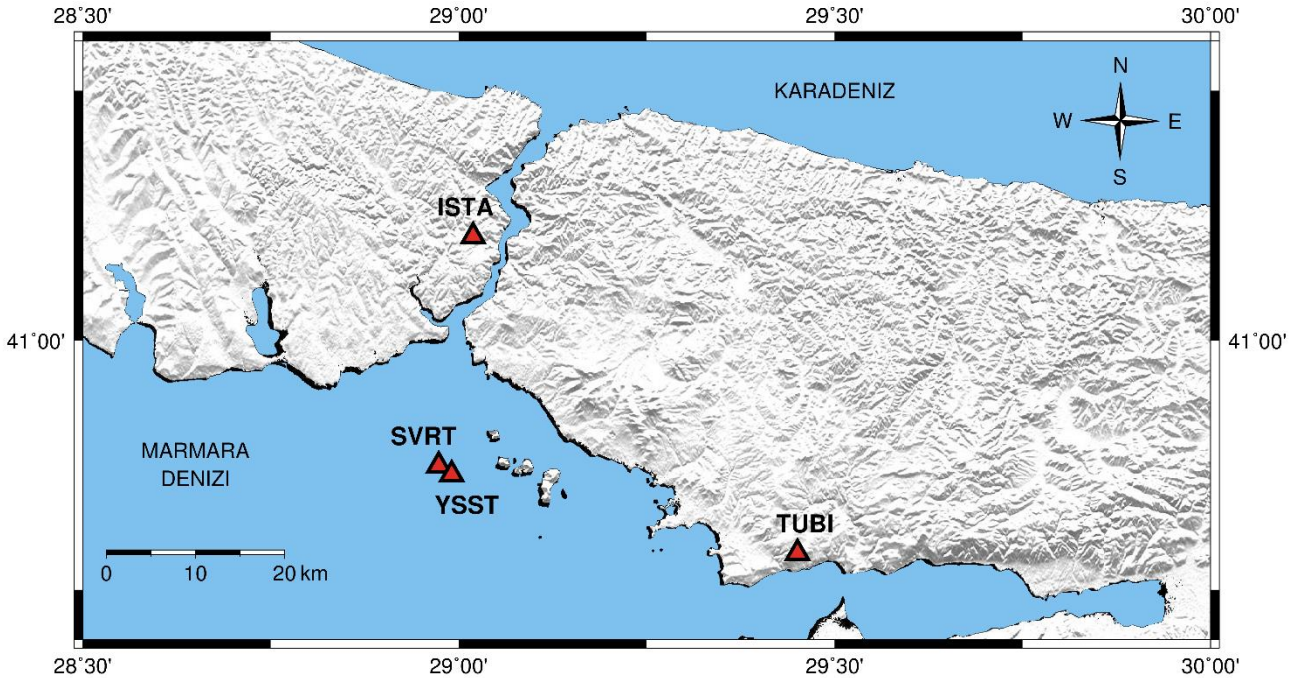 28˚30' 29˚00' 29˚30' 30˚00'
KARADENIZ
N
W E
S
ISTA
41˚00' 41˚00'
SVRT
MARMARA
DENIZI
YSST
TUBI
0 10 20 km
28˚30' 29˚00' 29˚30' 30˚00'